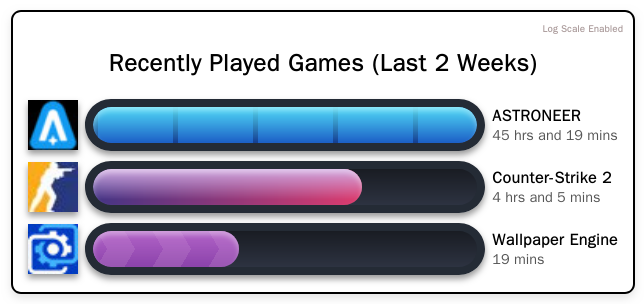 Log Scale Enabled
Recently Played Games (Last 2 Weeks)
ASTRONEER
45 hrs and 19 mins
Counter-Strike 2
4 hrs and 5 mins
Wallpaper Engine
19 mins